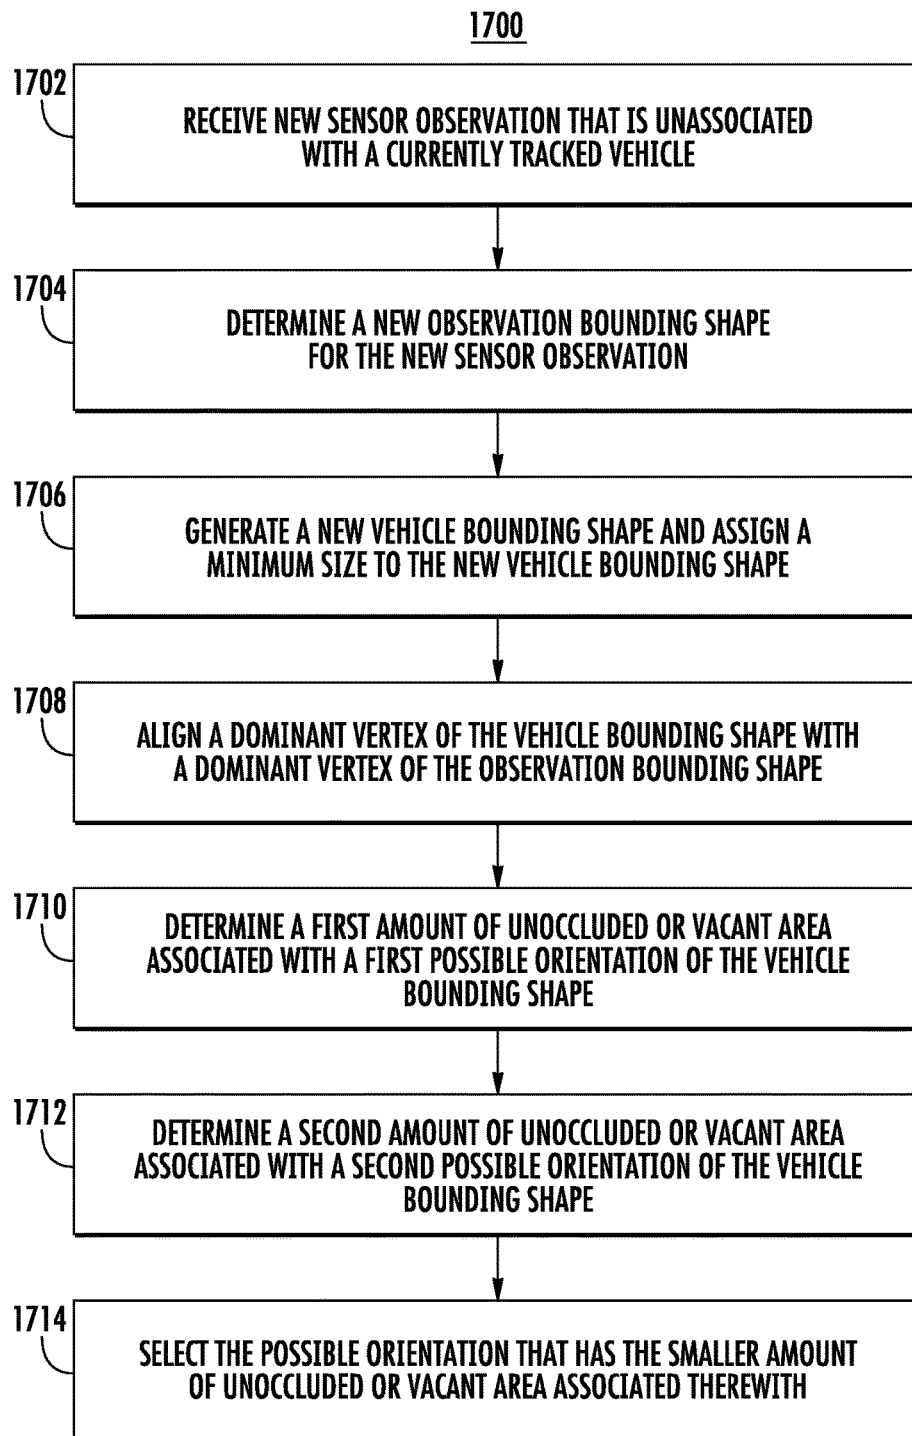 1700
1702
RECEIVE NEW SENSOR OBSERVATION THAT IS UNASSOCIATED
WITH A CURRENTLY TRACKED VEHICLE
1704
DETERMINE A NEW OBSERVATION BOUNDING SHAPE
FOR THE NEW SENSOR OBSERVATION
1706
GENERATE A NEW VEHICLE BOUNDING SHAPE AND ASSIGN A
MINIMUM SIZE TO THE NEW VEHICLE BOUNDING SHAPE
1708
ALIGN A DOMINANT VERTEX OF THE VEHICLE BOUNDING SHAPE WITH
A DOMINANT VERTEX OF THE OBSERVATION BOUNDING SHAPE
1710
DETERMINE A FIRST AMOUNT OF UNOCCLUDED OR VACANT AREA
ASSOCIATED WITH A FIRST POSSIBLE ORIENTATION OF THE VEHICLE
BOUNDING SHAPE
1712
DETERMINE A SECOND AMOUNT OF UNOCCLUDED OR VACANT AREA
ASSOCIATED WITH A SECOND POSSIBLE ORIENTATION OF THE VEHICLE
BOUNDING SHAPE
1714
SELECT THE POSSIBLE ORIENTATION THAT HAS THE SMALLER AMOUNT
OF UNOCCLUDED OR VACANT AREA ASSOCIATED THEREWITH